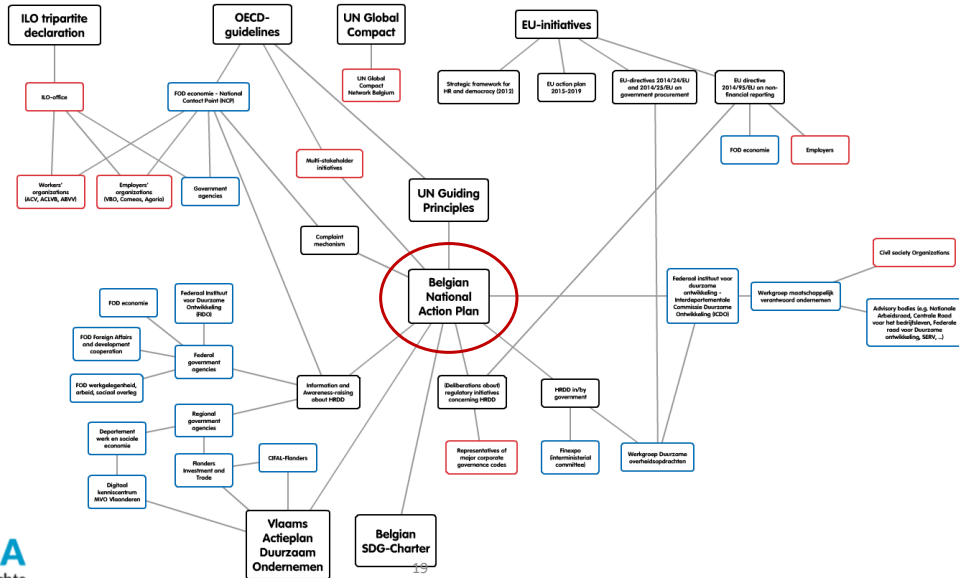 ILO tripartite
declaration
OECD-
guidelines
UN Global
Compact
EU-initiatives
ILO-office
FOD economie - National
Contact Point (NCP)
UN Global
Compact
Network Belgium
Strategic framework for
HR and democracy (2012)
EU action plan
2015-2019
EU-directives 2014/24/EU
and 2014/25/EU on
government procurement
EU directive
2014/95/EU on non-
financial reporting
FOD economie
Employers
Multi-stakeholder
initiatives
Workers'
organizations
(ACV, ACLVB, ABVV)
Employers'
organizations
(VBO, Comeos, Agoria)
Government
agencies
UN Guiding
Principles
Complaint
mechanism
Civil society Organizations
Belgian
National
Action Plan
Federaal instituut voor
duurzame
ontwikkeling -
Interdepartementale
Commissie Duurzame
Ontwikkeling (ICDO)
Werkgroep maatschappelijk
verantwoord ondernemen
Advisory bodies (e.g. Nationale
Arbeidsraad, Centrale Raad
voor het bedrijfsleven, Federale
raad voor Duurzame
ontwikkeling, SERV, ...)
FOD economie
Federaal Instituut
voor Duurzame
Ontwikkeling
(FIDO)
FOD Foreign Affairs
and development
cooperation
Federal
government
agencies
FOD werkgelegenheid,
arbeid, sociaal overleg
Information and
Awareness-raising
about HRDD
(Deliberations about)
regulatory initiatives
concerning HRDD
HRDD in/by
government
Regional
government
agencies
Departement
werk en sociale
economie
Flanders
Investment and
Trade
CIFAL-Flanders
Representatives of
major corporate
governance codes
Finexpo
(interministerial
committee)
Werkgroep Duurzame
overheidsopdrachten
Digitaal
kenniscentrum
MVO Vlaanderen
Vlaams
Actieplan
Duurzaam
Ondernemen
Belgian
SDG-Charter
A
19